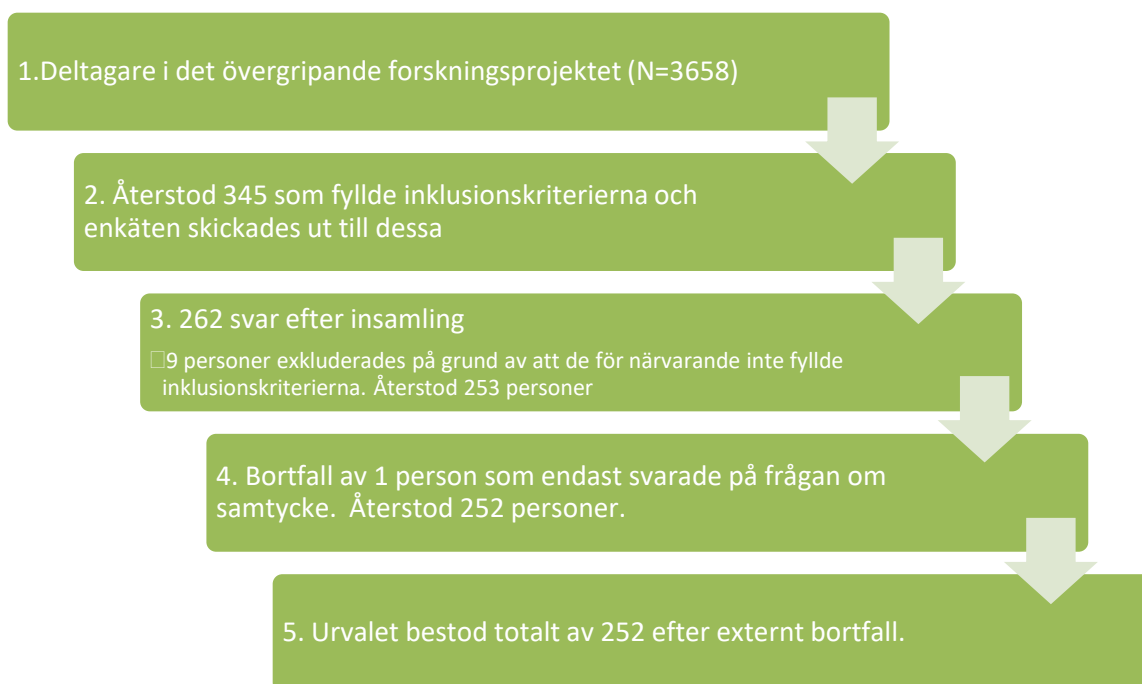 1.Deltagare i det övergripande forskningsprojektet (N=3658)
2. Återstod 345 som fyllde inklusionskriterierna och
enkäten skickades ut till dessa
3. 262 svar efter insamling
□9 personer exkluderades på grund av att de för närvarande inte fyllde
inklusionskriterierna. Återstod 253 personer
4. Bortfall av 1 person som endast svarade på frågan om
samtycke.  Återstod 252 personer.
5. Urvalet bestod totalt av 252 efter externt bortfall.